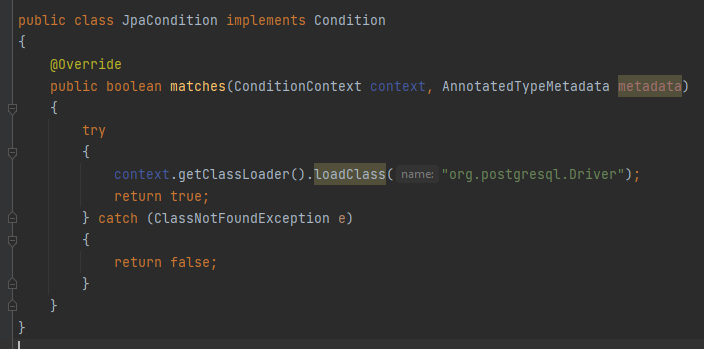 public class JpaCondition implements Condition
{
@Override
public boolean matches(ConditionContext context, AnnotatedTypeMetadata metadata)
{
try
{
context.getClassLoader().loadClass( name: "org.postgresql.Driver");
return true;
} catch (ClassNotFoundException e)
{
return false;
}
}
}